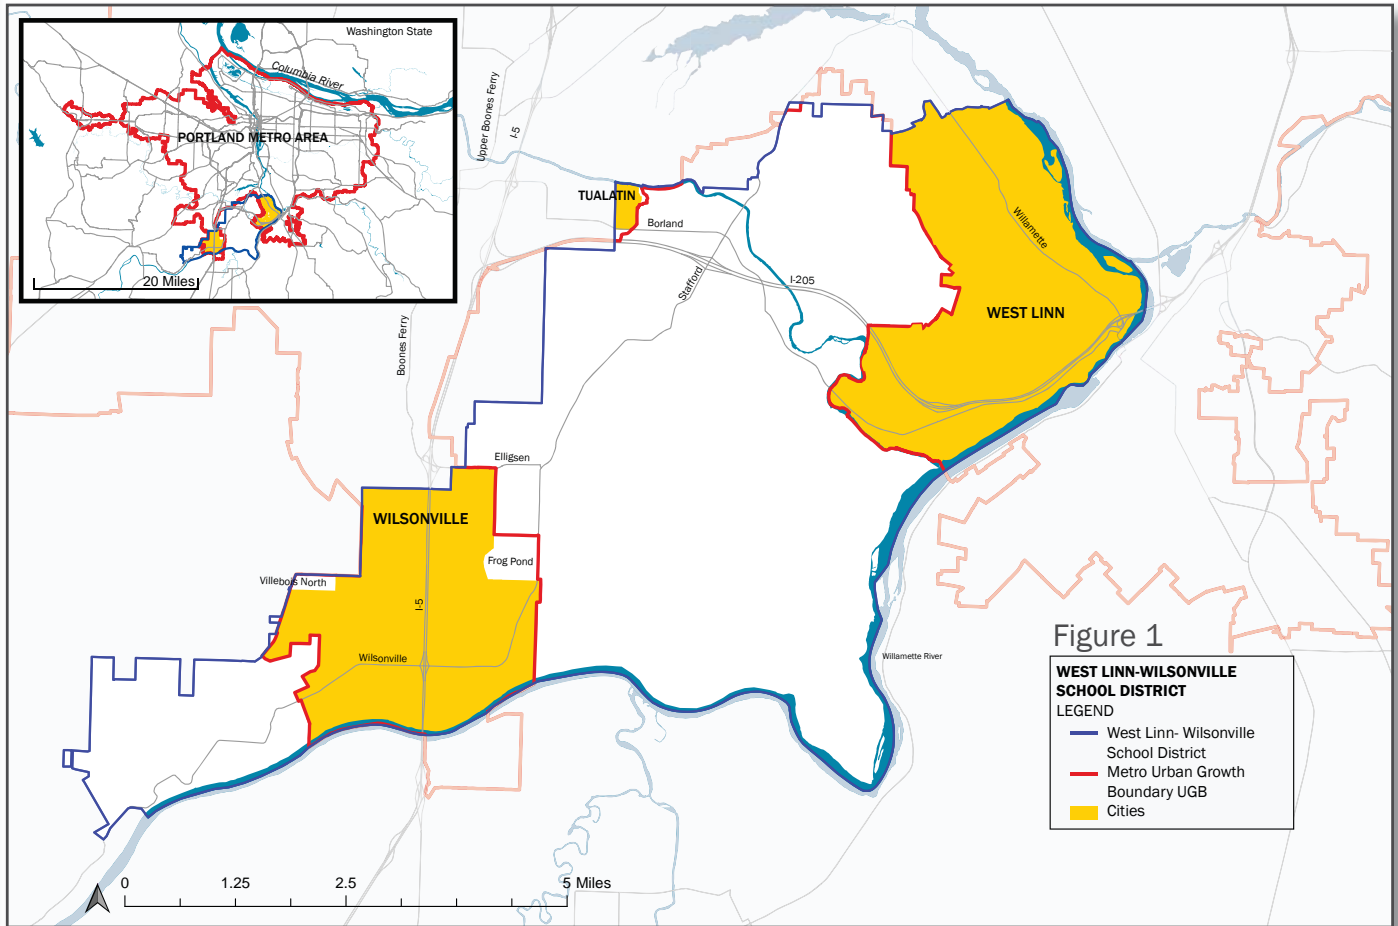 Washington State
Columbia River
PORTLAND METRO AREA
20 Miles
Upper Boones Ferry
I-5
TUALATIN
Borland
Stafford
I-205
Willamette
WEST LINN
Boones Ferry
Elligsen
WILSONVILLE
Frog Pond
Villebois North
I-5
Wilsonville
Willamette River
Figure 1
WEST LINN-WILSONVILLE
SCHOOL DISTRICT
LEGEND
West Linn- Wilsonville
School District
Metro Urban Growth
Boundary UGB
Cities
0 1.25 2.5 5 Miles